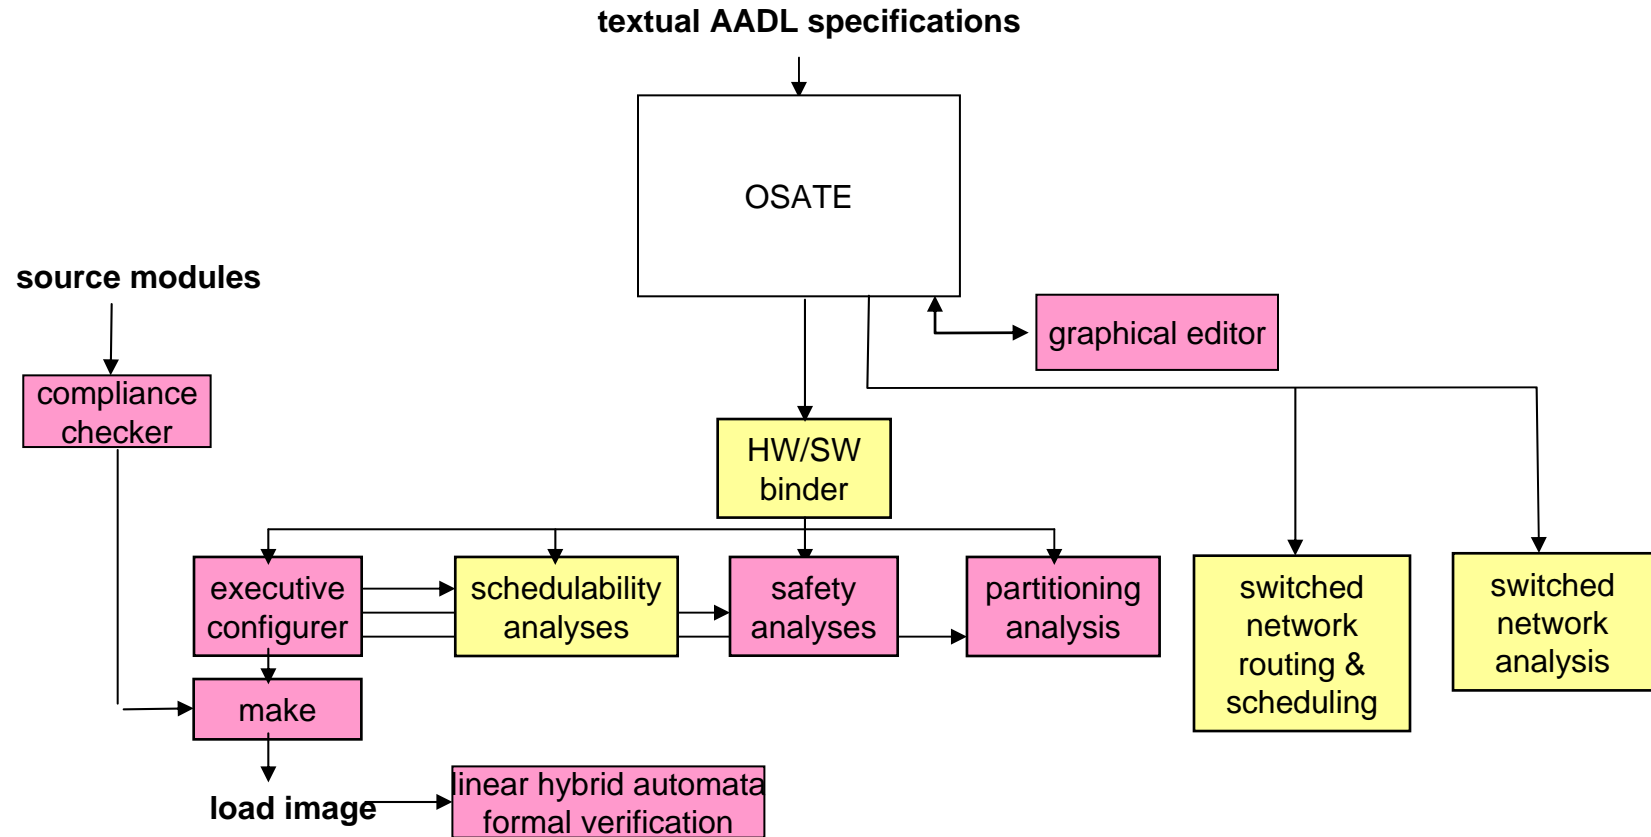 textual AADL specifications
OSATE
source modules
graphical editor
compliance
checker
HW/SW
binder
executive
configurer
schedulability
analyses
safety
analyses
partitioning
analysis
switched
network
routing &
scheduling
switched
network
analysis
make
load image
linear hybrid automata
formal verification